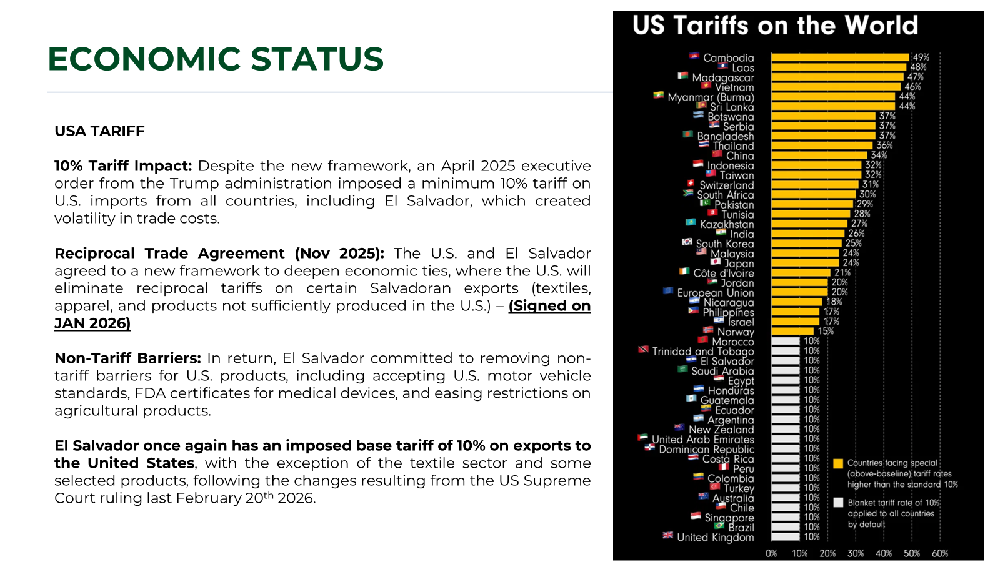 ECONOMIC STATUS
USA TARIFF
10% Tariff Impact: Despite the new framework, an April 2025 executive
order from the Trump administration imposed a minimum 10% tariff on
U.S. imports from all countries, including El Salvador, which created
volatility in trade costs.
Reciprocal Trade Agreement (Nov 2025): The U.S. and El Salvador
agreed to a new framework to deepen economic ties, where the U.S. will
eliminate reciprocal tariffs on certain Salvadoran exports (textiles,
apparel, and products not sufficiently produced in the U.S.) – (Signed on
JAN 2026)
Non-Tariff Barriers: In return, El Salvador committed to removing non-
tariff barriers for U.S. products, including accepting U.S. motor vehicle
standards, FDA certificates for medical devices, and easing restrictions on
agricultural products.
El Salvador once again has an imposed base tariff of 10% on exports to
the United States, with the exception of the textile sector and some
selected products, following the changes resulting from the US Supreme
Court ruling last February 20th 2026.
US Tariffs on the World
Cambodia 49%
Laos 48%
Madagascar 47%
Vietnam 46%
Myanmar (Burma) 44%
Sri Lanka 44%
Botswana 37%
Serbia 37%
Bangladesh 37%
Thailand 36%
China 34%
Indonesia 32%
Taiwan 32%
Switzerland 31%
South Africa 30%
Pakistan 29%
Tunisia 28%
Kazakhstan 27%
India 26%
South Korea 25%
Malaysia 24%
Japan 24%
Côte d'Ivoire 21%
Jordan 20%
European Union 20%
Nicaragua 18%
Philippines 17%
Israel 17%
Norway 15%
Morocco 10%
Trinidad and Tobago 10%
El Salvador 10%
Saudi Arabia 10%
Egypt 10%
Honduras 10%
Guatemala 10%
Ecuador 10%
Argentina 10%
New Zealand 10%
United Arab Emirates 10%
Dominican Republic 10%
Costa Rica 10%
Peru 10%
Colombia 10%
Turkey 10%
Australia 10%
Chile 10%
Singapore 10%
Brazil 10%
United Kingdom 10%
0% 10% 20% 30% 40% 50% 60%
Countries facing special
(above-baseline) tariff rates
higher than the standard 10%
Blanket tariff rate of 10%
applied to all countries
by default